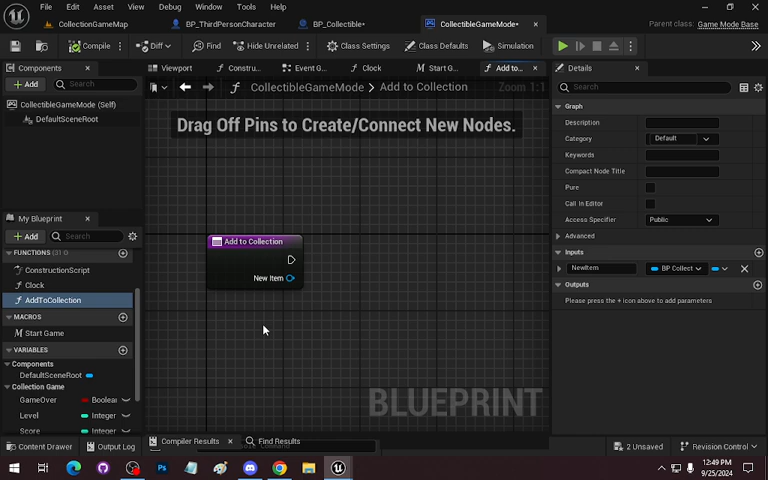 File Edit Asset View Debug Window Tools Help
CollectionGameMap BP_ThirdPersonCharacter BP_Collectible* CollectibleGameMode* Parent class: Game Mode Base
Compile Diff Find Hide Unrelated Class Settings Class Defaults Simulation
Components Viewport Constru... Event G... Clock Start G... Add to... Details
Add Search CollectibleGameMode > Add to Collection Zoom 1:1 Search
CollectibleGameMode (Self)
DefaultSceneRoot
Drag Off Pins to Create/Connect New Nodes.
Graph
Description
Category Default
Keywords
Compact Node Title
Pure
Call In Editor
Access Specifier Public
Advanced
Inputs
NewItem BP Collect
Outputs
Please press the + icon above to add parameters
My Blueprint
Add Search
FUNCTIONS (31 O
ConstructionScript
Clock
AddToCollection
MACROS
Start Game
VARIABLES
Components
DefaultSceneRoot
Collection Game
GameOver Boolear
Level Integer
Score Integer
Add to Collection
New Item
BLUEPRINT
Content Drawer Output Log Compiler Results Find Results 2 Unsaved Revision Control
12:49 PM
9/25/2024